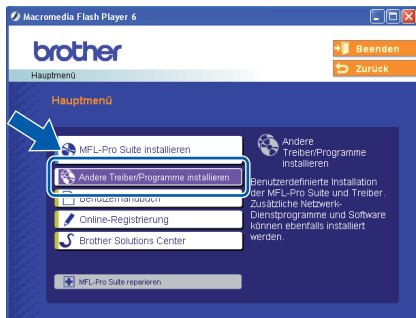 Macromedia Flash Player 6
brother
Beenden
Zurück
Hauptmenü
Hauptmenü
MFL-Pro Suite installieren
Andere Treiber/Programme installieren
Benutzerhandbuch
Online-Registrierung
Brother Solutions Center
MFL-Pro Suite reparieren
Andere
Treiber/Programme
installieren
Benutzerdefinierte Installation
der MFL-Pro Suite und Treiber.
Zusätzliche Netzwerk-
Dienstprogramme und Software
können ebenfalls installiert
werden.